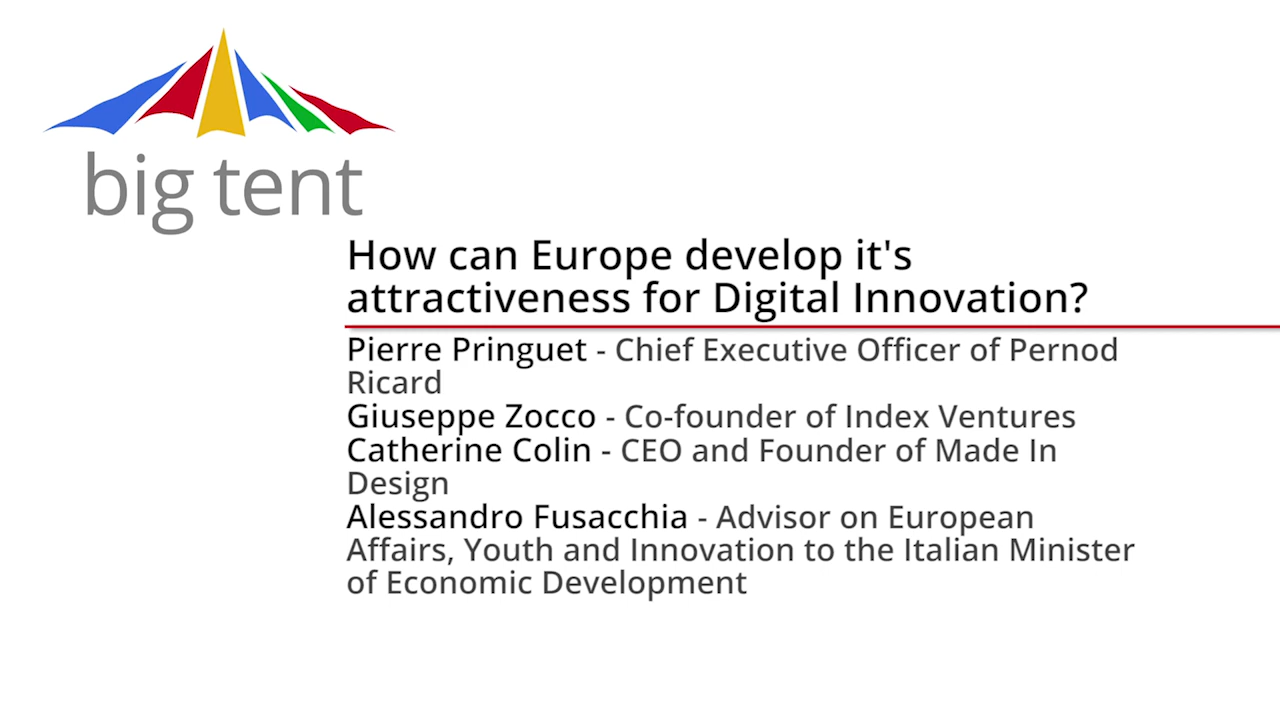 big tent
How can Europe develop it's
attractiveness for Digital Innovation?
Pierre Pringuet - Chief Executive Officer of Pernod
Ricard
Giuseppe Zocco - Co-founder of Index Ventures
Catherine Colin - CEO and Founder of Made In
Design
Alessandro Fusacchia - Advisor on European
Affairs, Youth and Innovation to the Italian Minister
of Economic Development